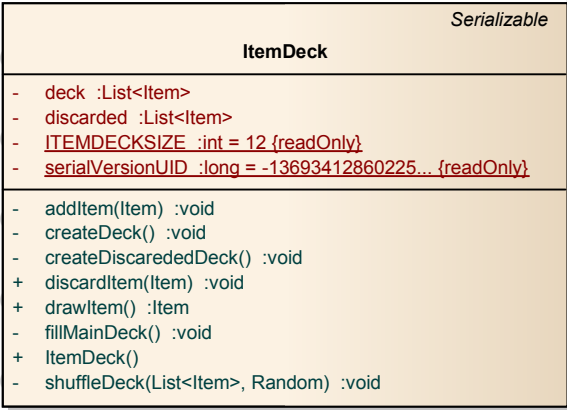 Serializable
ItemDeck
- deck :List<Item>
- discarded :List<Item>
- ITEMDECKSIZE :int = 12 {readOnly}
- serialVersionUID :long = -13693412860225... {readOnly}
- addItem(Item) :void
- createDeck() :void
- createDiscarededDeck() :void
+ discardItem(Item) :void
+ drawItem() :Item
- fillMainDeck() :void
+ ItemDeck()
- shuffleDeck(List<Item>, Random) :void